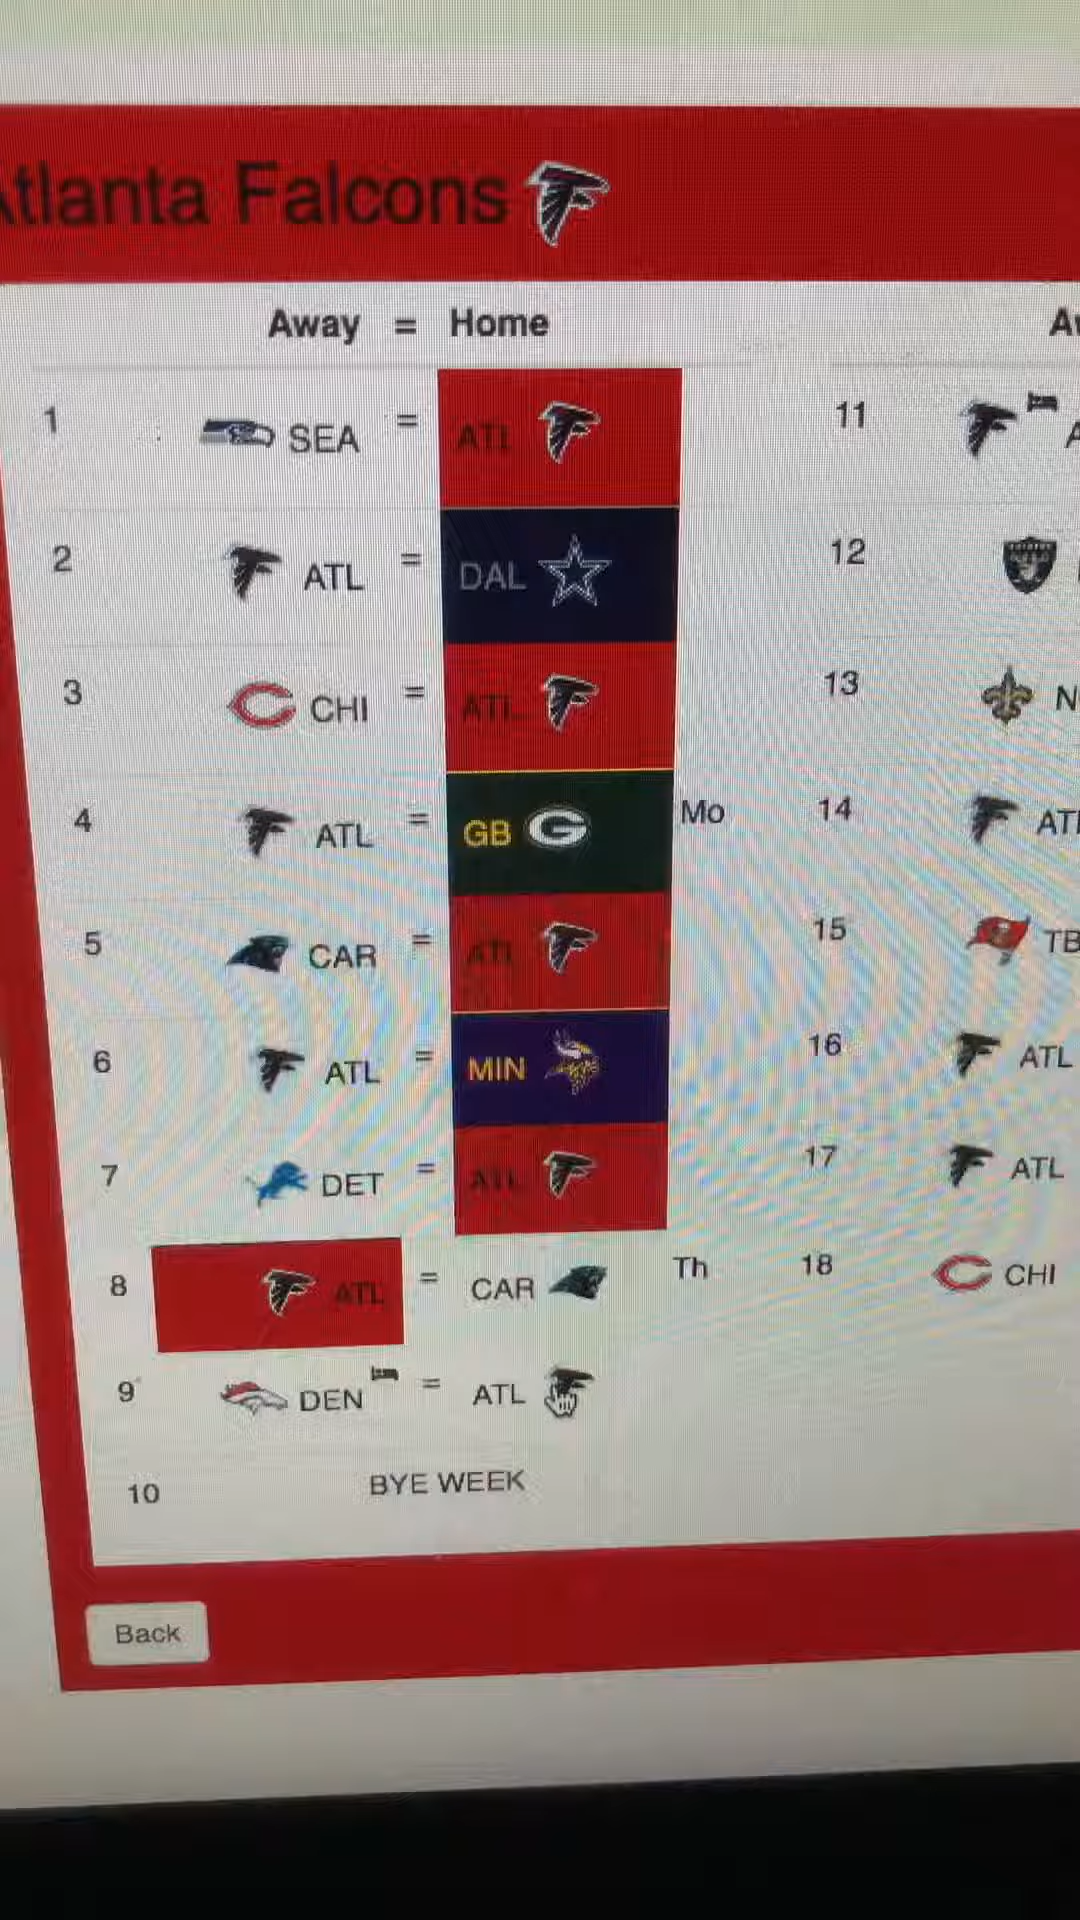 Atlanta Falcons
Away = Home
1 SEA = ATL
2 ATL = DAL
3 CHI = ATL
4 ATL = GB Mo
5 CAR = ATL
6 ATL = MIN
7 DET = ATL
8 ATL = CAR Th
9 DEN = ATL
10 BYE WEEK
11
12
13
14
15 TB
16 ATL
17 ATL
18 CHI
Back